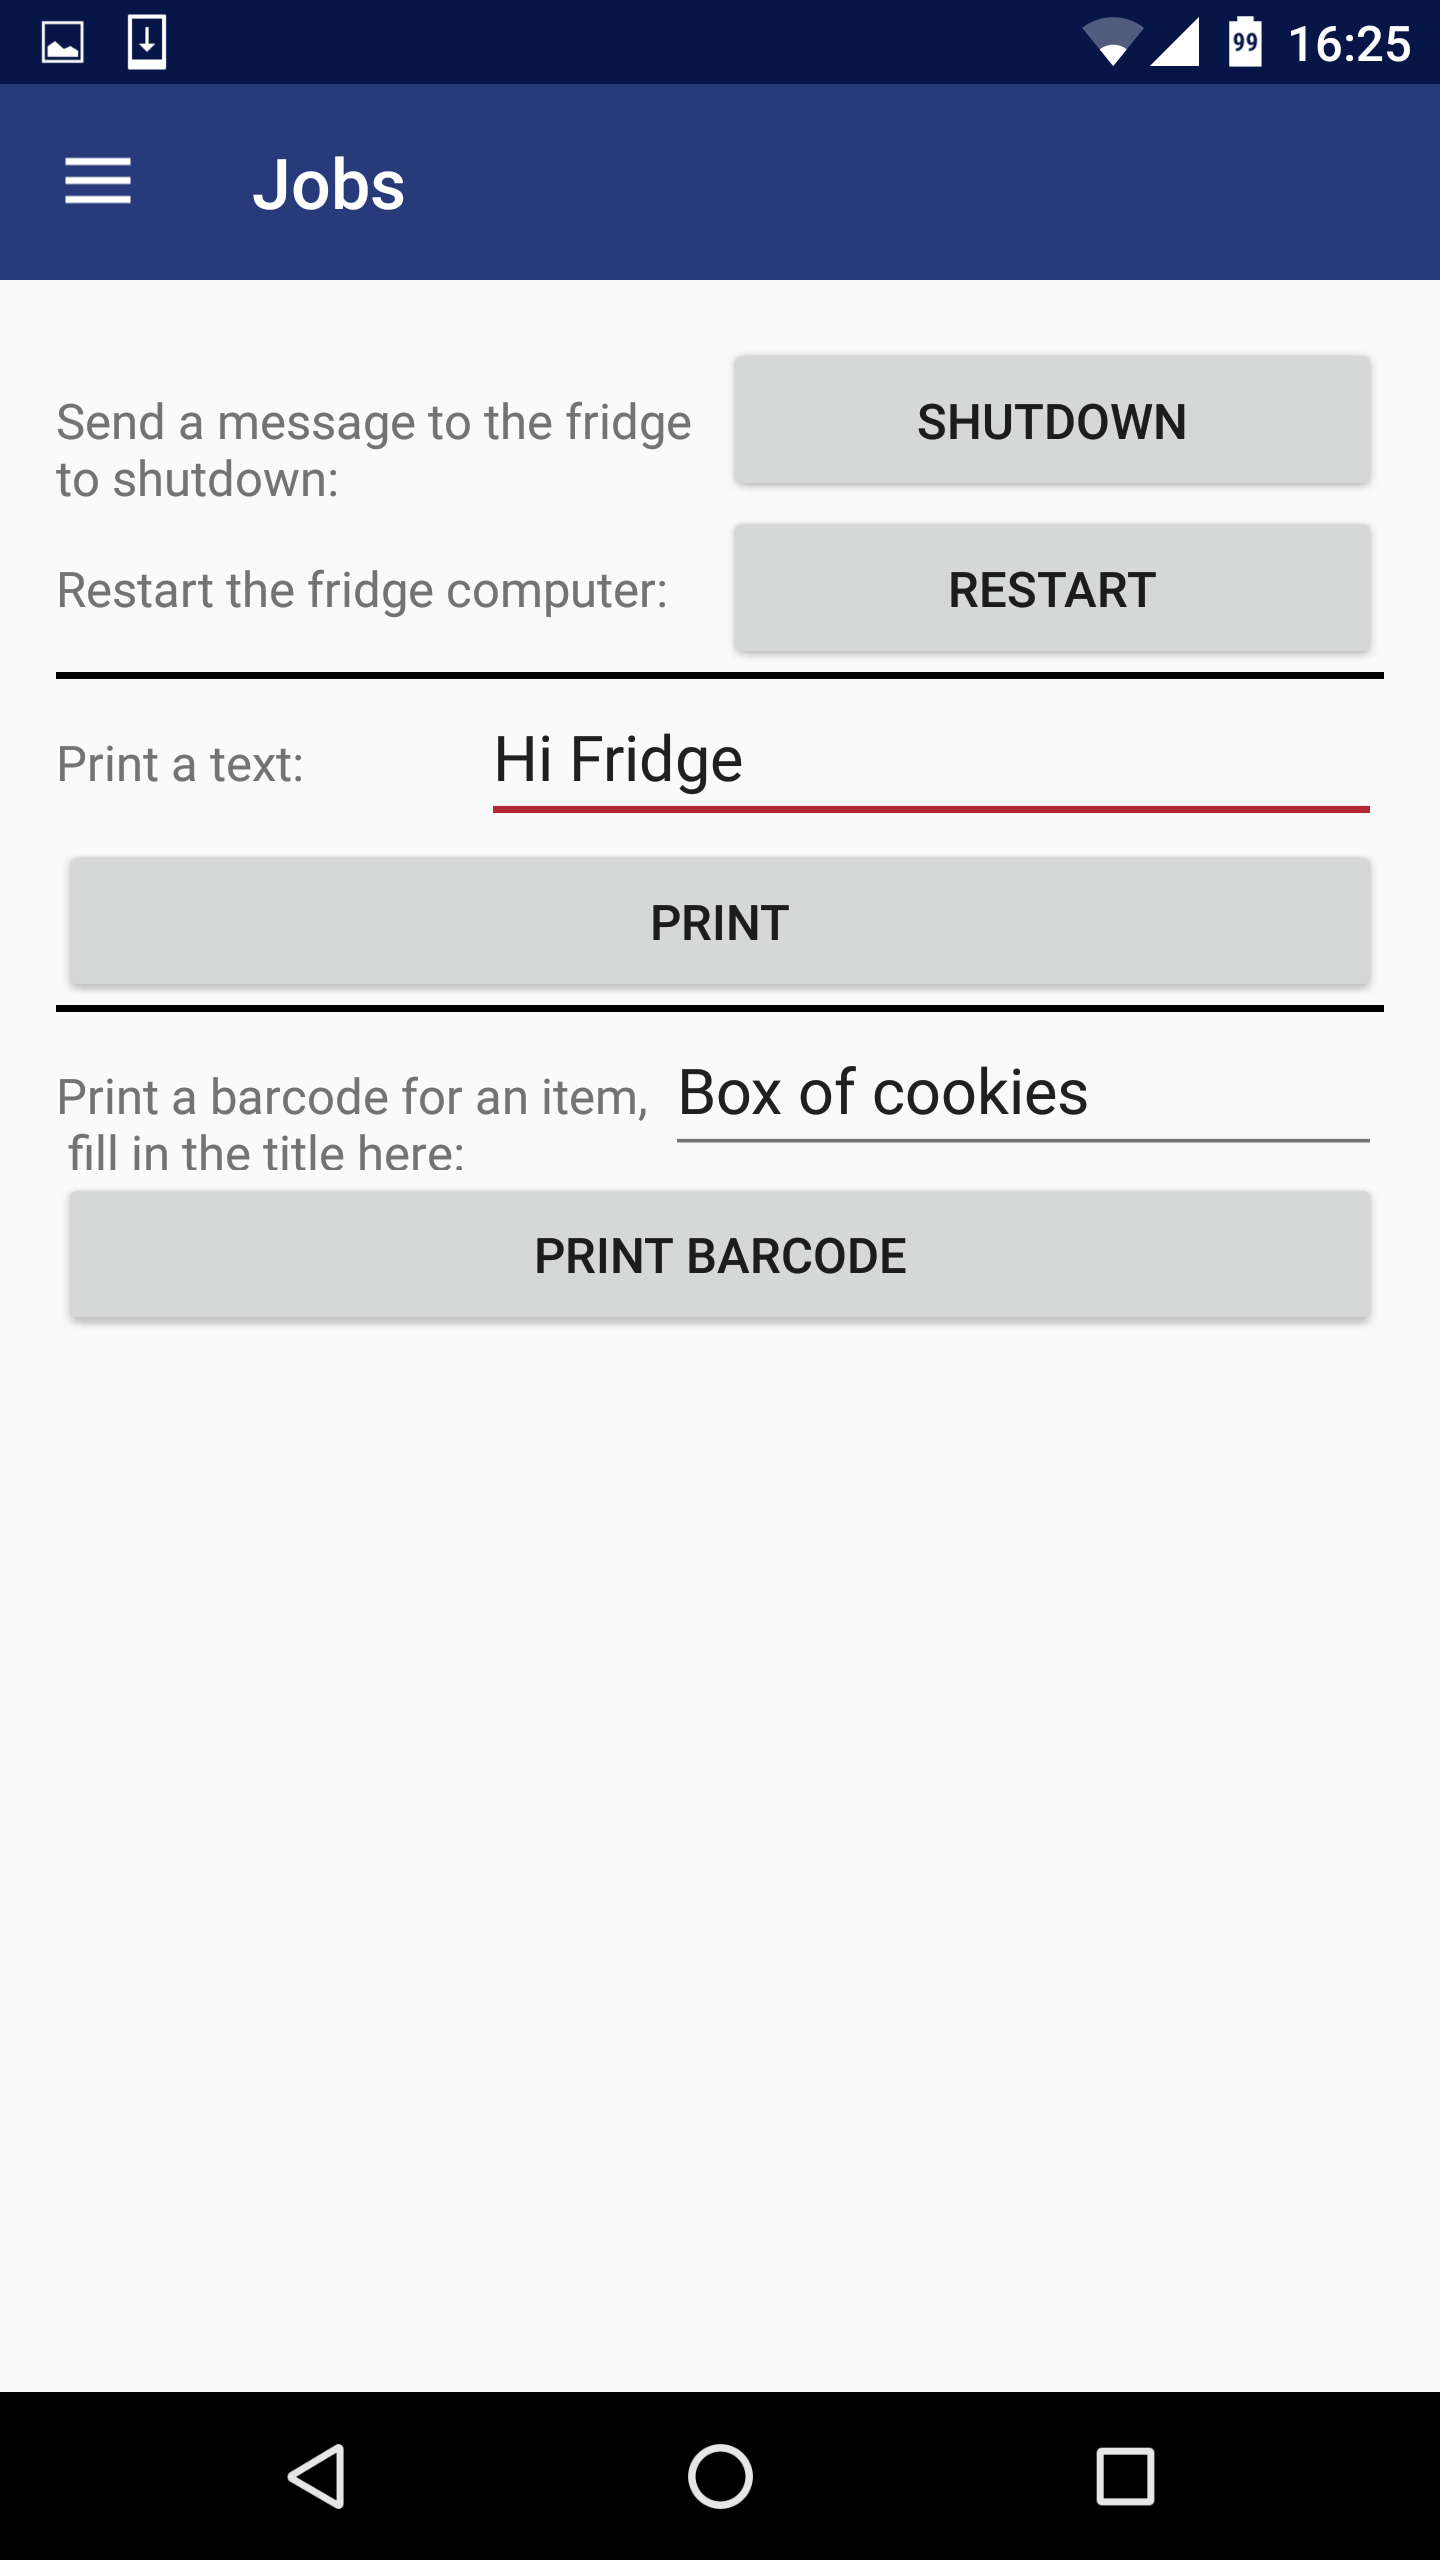 99 16:25
Jobs
Send a message to the fridge
to shutdown:
SHUTDOWN
Restart the fridge computer:
RESTART
Print a text:
Hi Fridge
PRINT
Print a barcode for an item,
fill in the title here:
Box of cookies
PRINT BARCODE